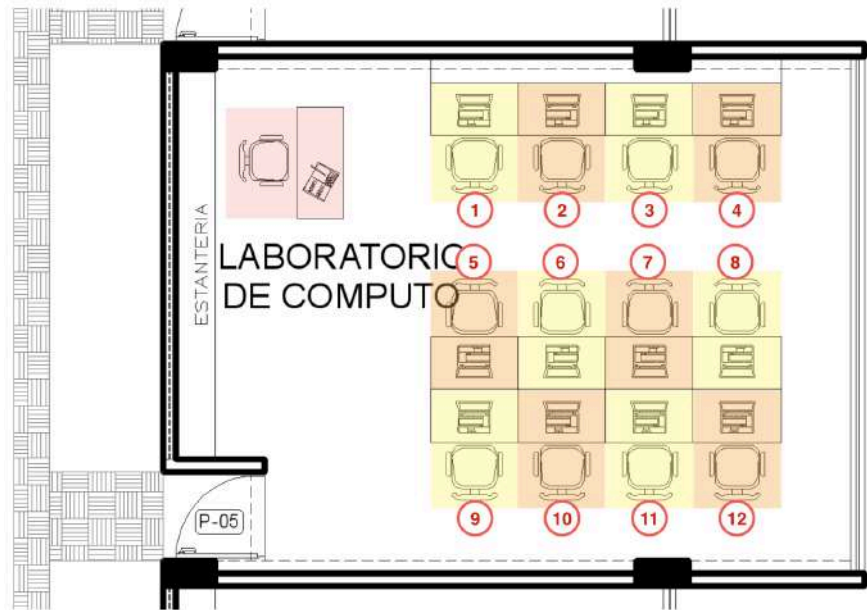 1 2 3 4
LABORATORIO
DE COMPUTO
ESTANTERIA
5 6 7 8
9 10 11 12
P-05